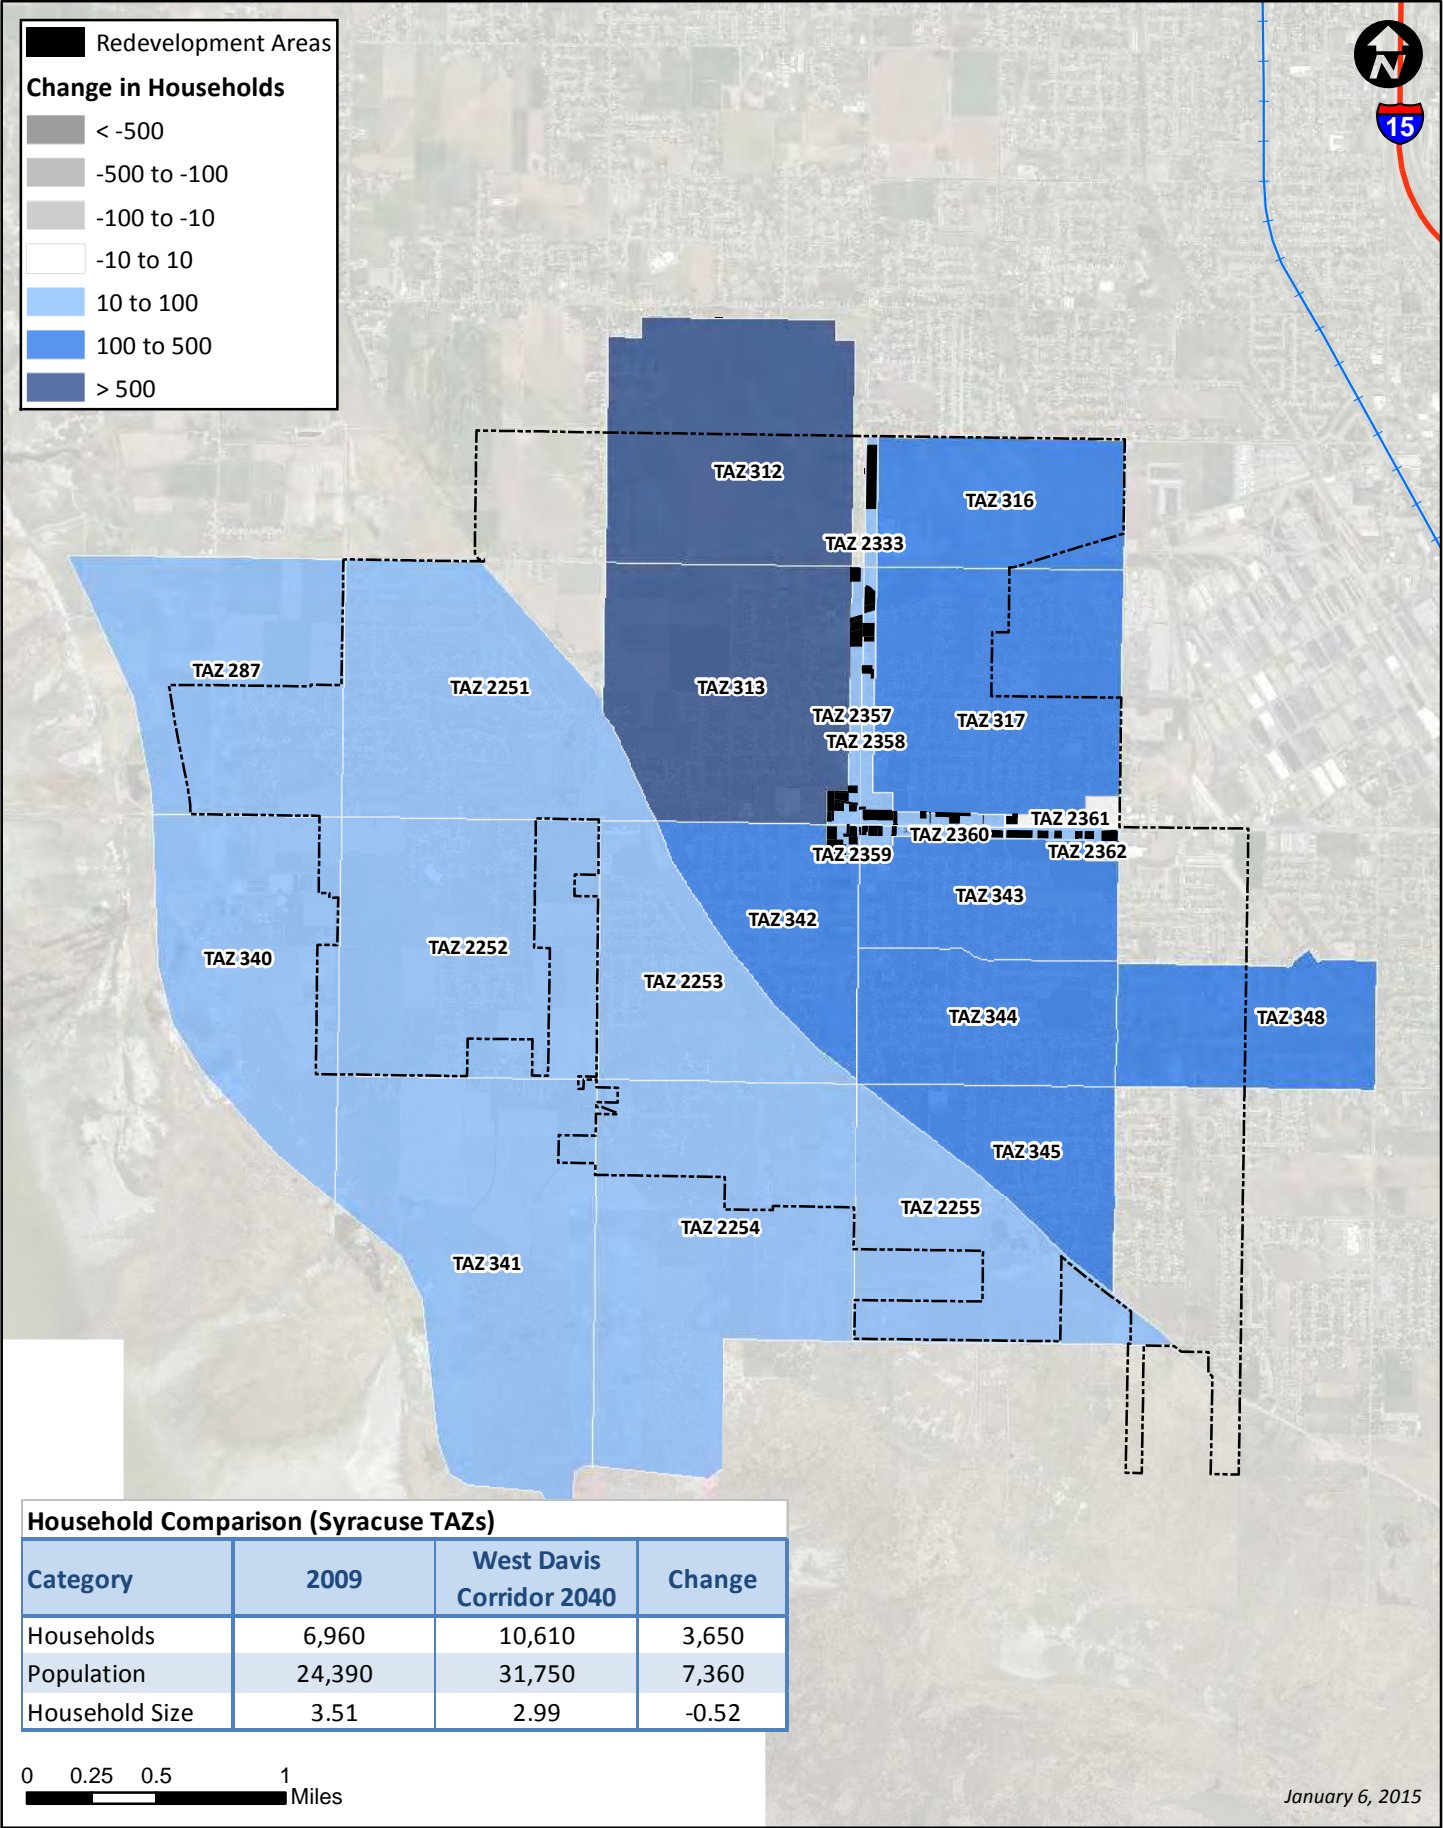 Redevelopment Areas
Change in Households
< -500
-500 to -100
-100 to -10
-10 to 10
10 to 100
100 to 500
> 500
N
15
TAZ 312
TAZ 316
TAZ 2333
TAZ 287
TAZ 2251
TAZ 313
TAZ 2357
TAZ 317
TAZ 2358
TAZ 2361
TAZ 2360
TAZ 2359
TAZ 2362
TAZ 343
TAZ 342
TAZ 2252
TAZ 340
TAZ 2253
TAZ 344
TAZ 348
TAZ 345
TAZ 2255
TAZ 2254
TAZ 341
Household Comparison (Syracuse TAZs)
Category 2009 West Davis Corridor 2040 Change
Households 6,960 10,610 3,650
Population 24,390 31,750 7,360
Household Size 3.51 2.99 -0.52
0 0.25 0.5 1
Miles
January 6, 2015